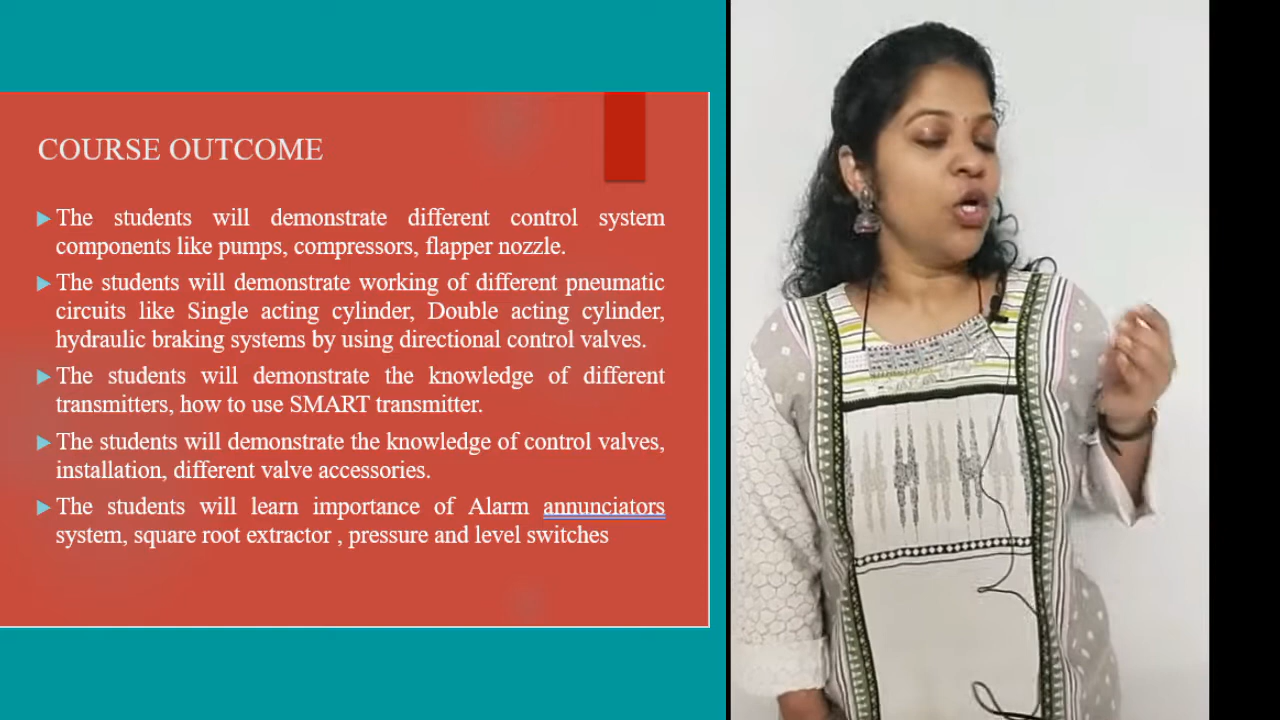 COURSE OUTCOME
The students will demonstrate different control system
components like pumps, compressors, flapper nozzle.
The students will demonstrate working of different pneumatic
circuits like Single acting cylinder, Double acting cylinder,
hydraulic braking systems by using directional control valves.
The students will demonstrate the knowledge of different
transmitters, how to use SMART transmitter.
The students will demonstrate the knowledge of control valves,
installation, different valve accessories.
The students will learn importance of Alarm annunciators
system, square root extractor , pressure and level switches